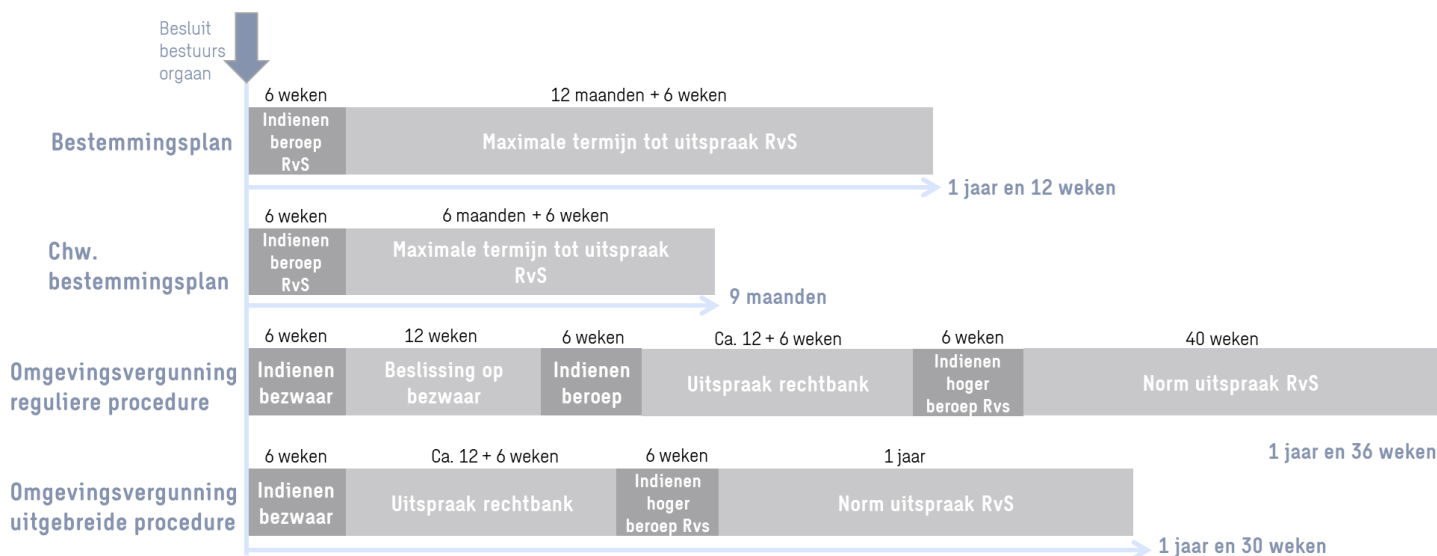 Besluit
bestuurs
orgaan
6 weken
12 maanden + 6 weken
Bestemmingsplan
Indienen
beroep
RvS
Maximale termijn tot uitspraak RvS
1 jaar en 12 weken
6 weken
6 maanden + 6 weken
Chw.
bestemmingsplan
Indienen
beroep
RvS
Maximale termijn tot uitspraak
RvS
9 maanden
6 weken
12 weken
6 weken
Ca. 12 + 6 weken
6 weken
40 weken
Omgevingsvergunning
reguliere procedure
Indienen
bezwaar
Beslissing op
bezwaar
Indienen
beroep
Uitspraak rechtbank
Indienen
hoger
beroep Rvs
Norm uitspraak RvS
1 jaar en 36 weken
6 weken
Ca. 12 + 6 weken
6 weken
1 jaar
Omgevingsvergunning
uitgebreide procedure
Indienen
bezwaar
Uitspraak rechtbank
Indienen
hoger
beroep Rvs
Norm uitspraak RvS
1 jaar en 30 weken